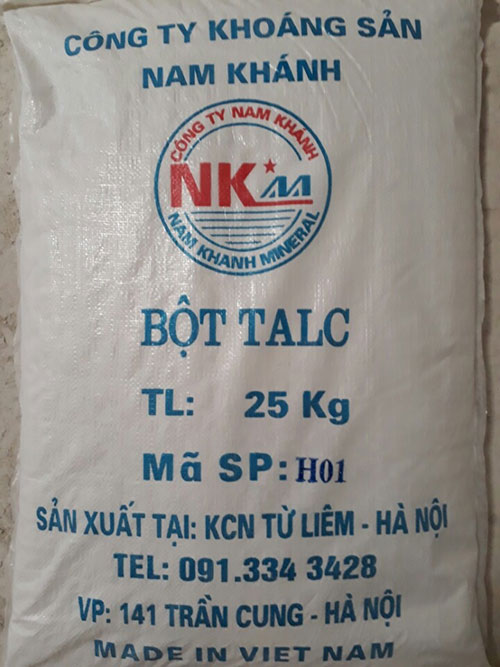 CÔNG TY KHOÁNG SẢN
NAM KHÁNH
CÔNG TY NAM KHÁNH
NKM
NAM KHANH MINERAL
BỘT TALC
TL: 25 Kg
Mã SP: H01
SẢN XUẤT TẠI: KCN TỪ LIÊM - HÀ NỘI
TEL: 091.334 3428
VP: 141 TRẦN CUNG - HÀ NỘI
MADE IN VIET NAM